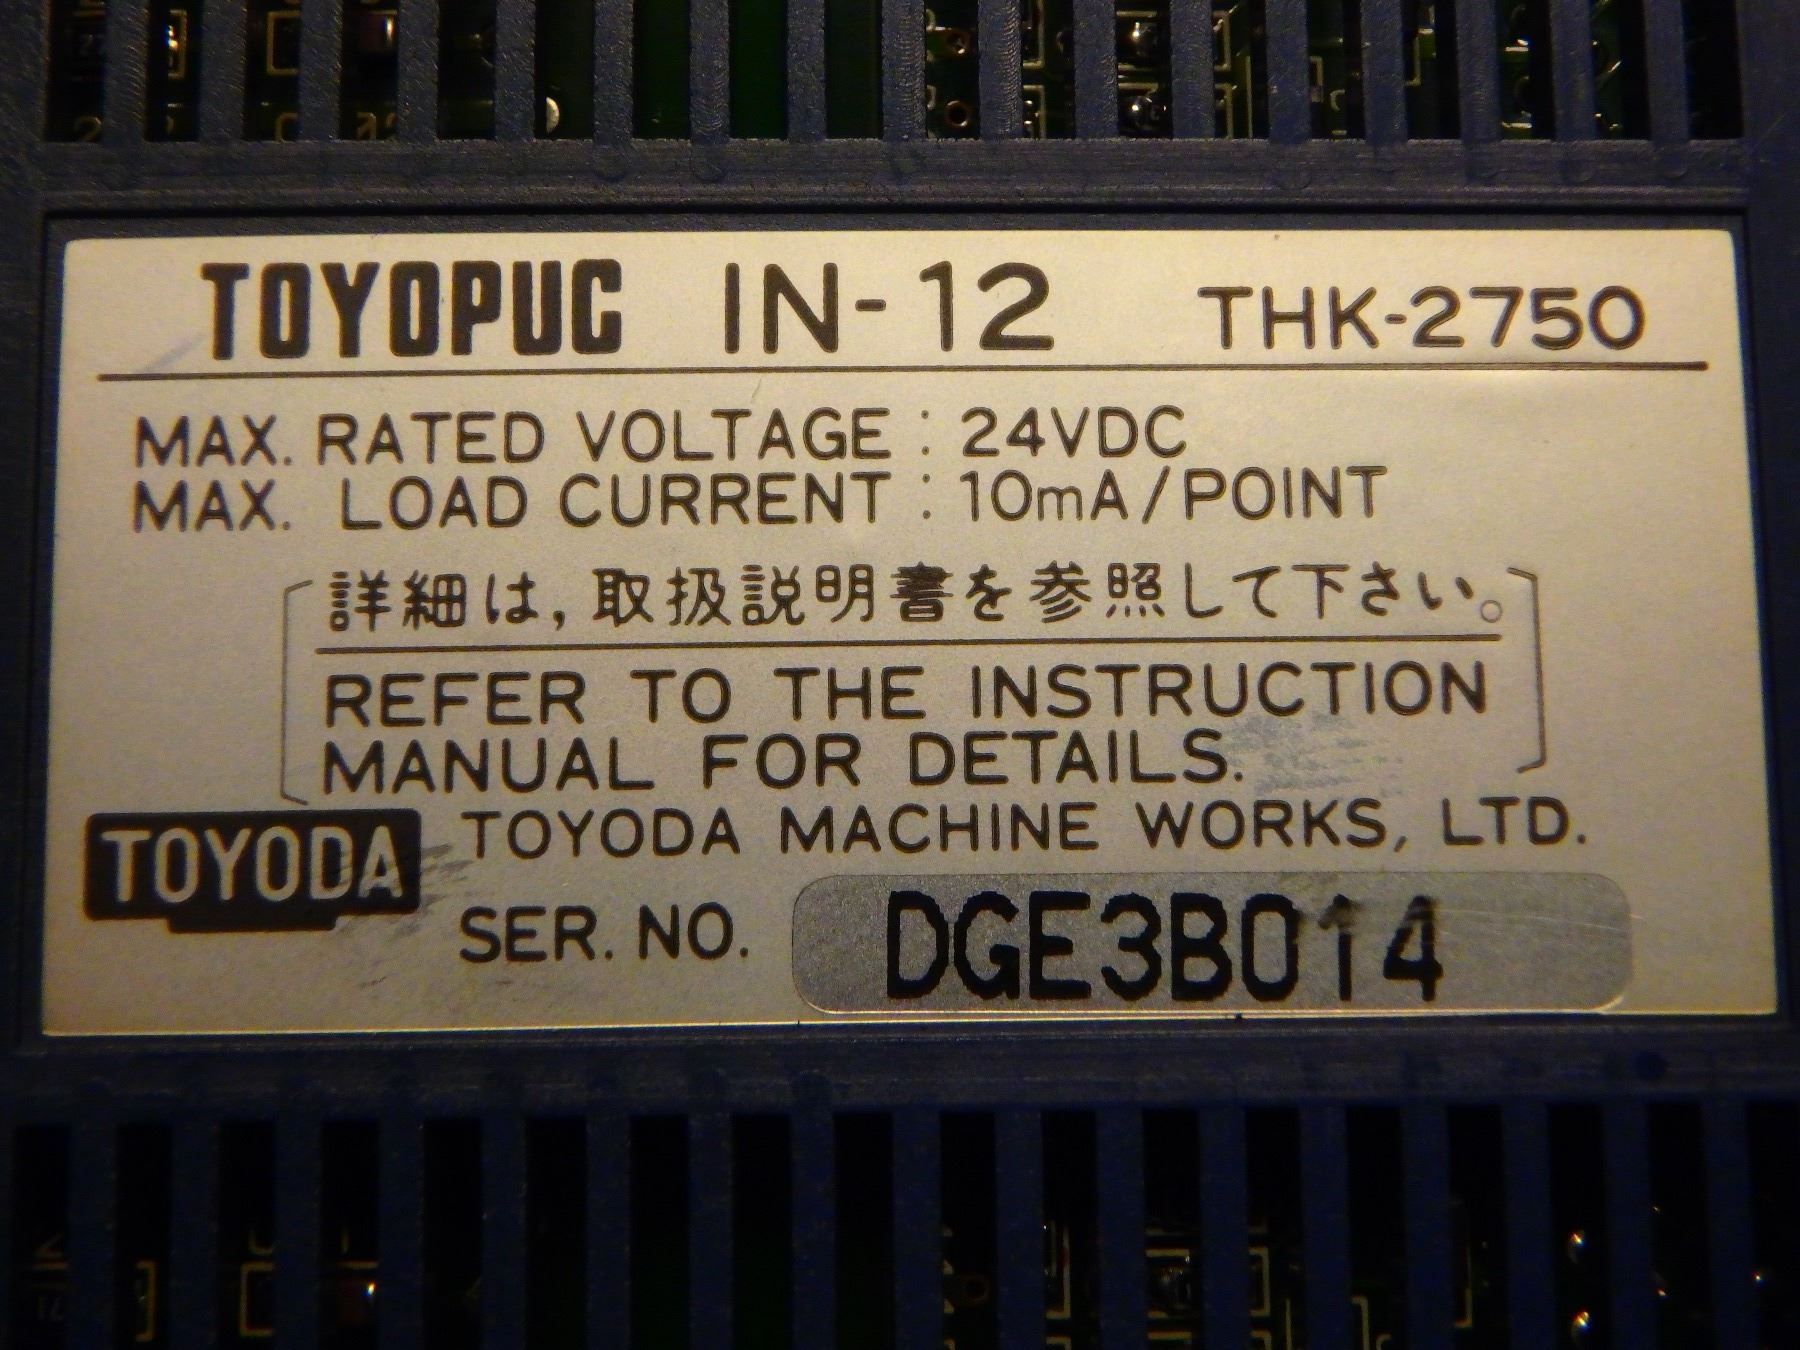 TOYOPUC IN-12 THK-2750
MAX. RATED VOLTAGE : 24VDC
MAX. LOAD CURRENT : 10mA/POINT
詳細は,取扱説明書を参照して下さい。
REFER TO THE INSTRUCTION
MANUAL FOR DETAILS.
TOYODA TOYODA MACHINE WORKS, LTD.
SER. NO. DGE3B014